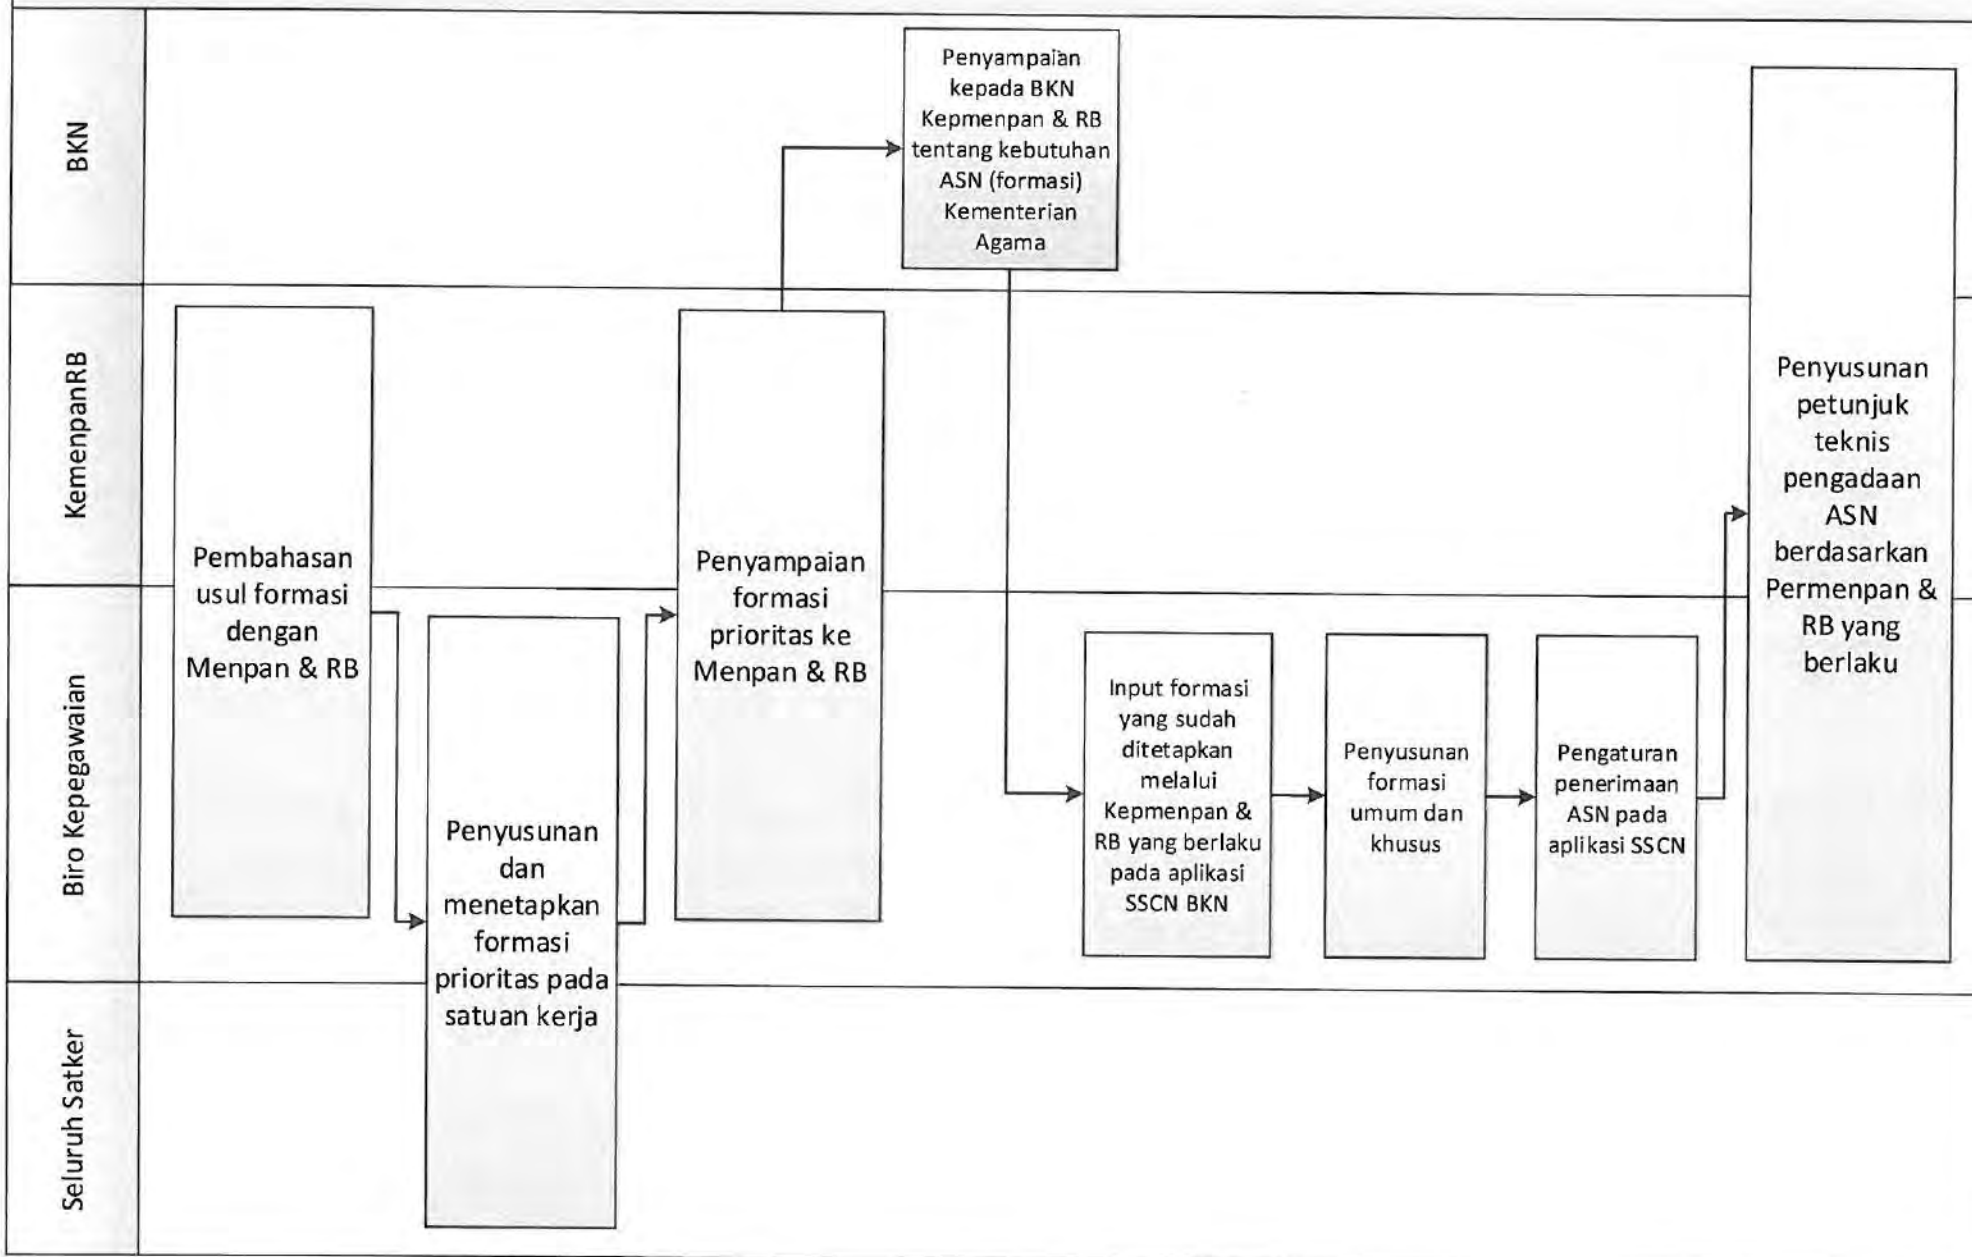 BKN
Penyampaian
kepada BKN
Kepmenpan & RB
tentang kebutuhan
ASN (formasi)
Kementerian
Agama
KemenpanRB
Pembahasan
usul formasi
dengan
Menpan & RB
Penyampaian
formasi
prioritas ke
Menpan & RB
Penyusunan
petunjuk
teknis
pengadaan
ASN
berdasarkan
Permenpan &
RB yang
berlaku
Biro Kepegawaian
Penyusunan
dan
menetapkan
formasi
prioritas pada
satuan kerja
Input formasi
yang sudah
ditetapkan
melalui
Kepmenpan &
RB yang berlaku
pada aplikasi
SSCN BKN
Penyusunan
formasi
umum dan
khusus
Pengaturan
penerimaan
ASN pada
aplikasi SSCN
Seluruh Satker